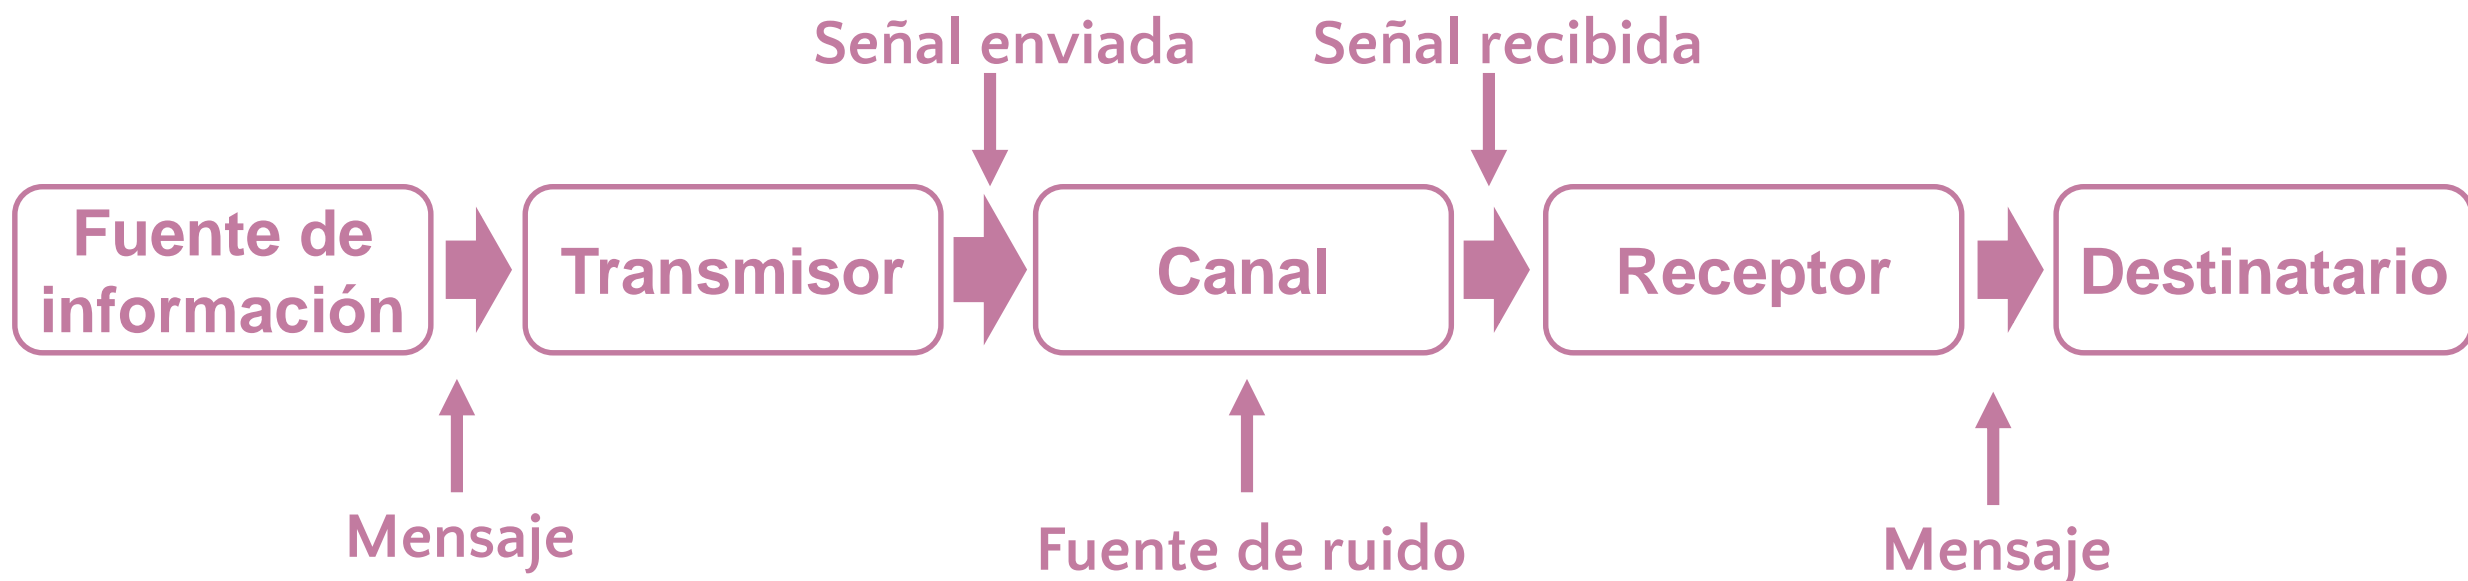 Señal enviada
Señal recibida
Fuente de
información
Transmisor
Canal
Receptor
Destinatario
Mensaje
Fuente de ruido
Mensaje